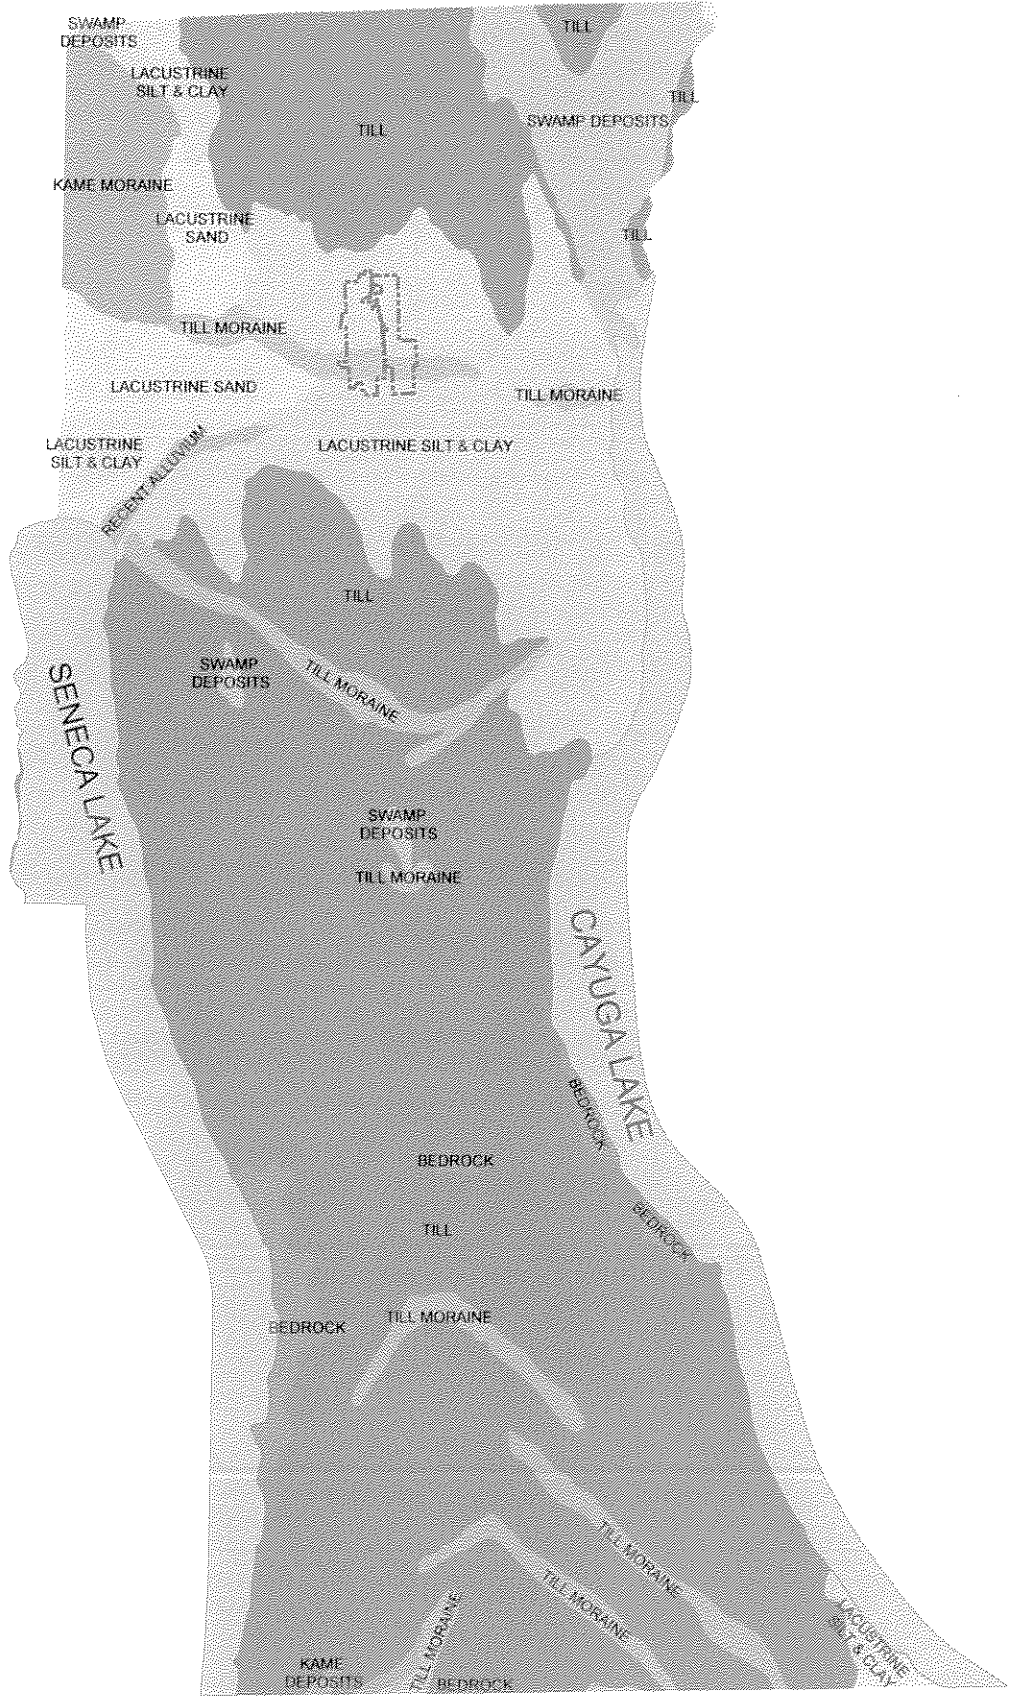 SWAMP
DEPOSITS
TILL
LACUSTRINE
SILT & CLAY
TILL
SWAMP DEPOSITS
TILL
KAME MORAINE
LACUSTRINE
SAND
TILL
TILL MORAINE
LACUSTRINE SAND
TILL MORAINE
LACUSTRINE
SILT & CLAY
RECENT ALLUVIUM
LACUSTRINE SILT & CLAY
TILL
SWAMP
DEPOSITS
TILL MORAINE
SENECA LAKE
SWAMP
DEPOSITS
TILL MORAINE
CAYUGA LAKE
BEDROCK
BEDROCK
BEDROCK
TILL
TILL MORAINE
BEDROCK
TILL MORAINE
TILL MORAINE
TILL MORAINE
LACUSTRINE
SILT & CLAY
KAME
DEPOSITS
BEDROCK